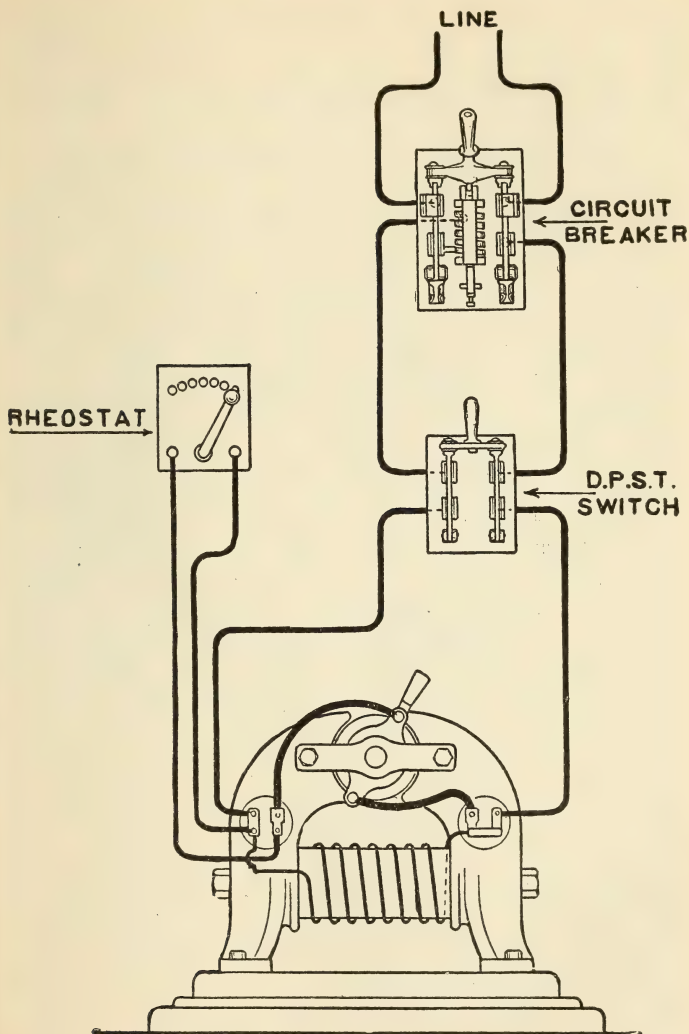 LINE
CIRCUIT
BREAKER
RHEOSTAT
D.P.S.T.
SWITCH